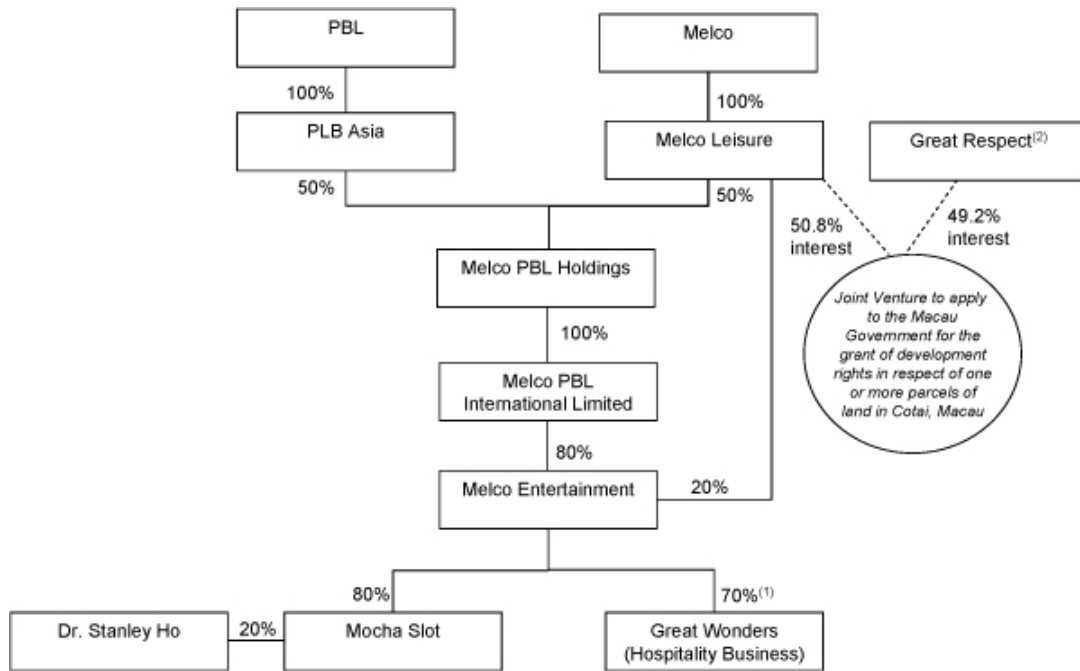 PBL
Melco
100%
100%
PLB Asia
Melco Leisure
Great Respect(2)
50%
50%
50.8%
interest
49.2%
interest
Melco PBL Holdings
Joint Venture to apply
to the Macau
Government for the
grant of development
rights in respect of one
or more parcels of
land in Cotai, Macau
100%
Melco PBL
International Limited
80%
Melco Entertainment
20%
80%
70%(1)
Dr. Stanley Ho
20%
Mocha Slot
Great Wonders
(Hospitality Business)